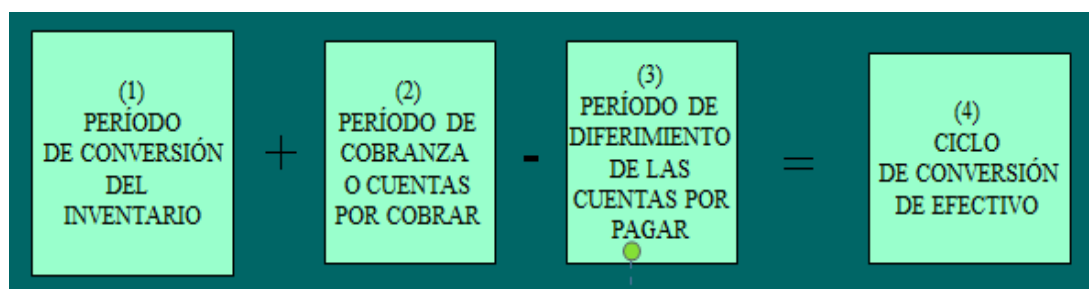 (1)
PERÍODO
DE CONVERSIÓN
DEL
INVENTARIO
+
(2)
PERÍODO DE
COBRANZA
O CUENTAS
POR COBRAR
-
(3)
PERÍODO DE
DIFERIMIENTO
DE LAS
CUENTAS POR
PAGAR
=
(4)
CICLO
DE CONVERSIÓN
DE EFECTIVO